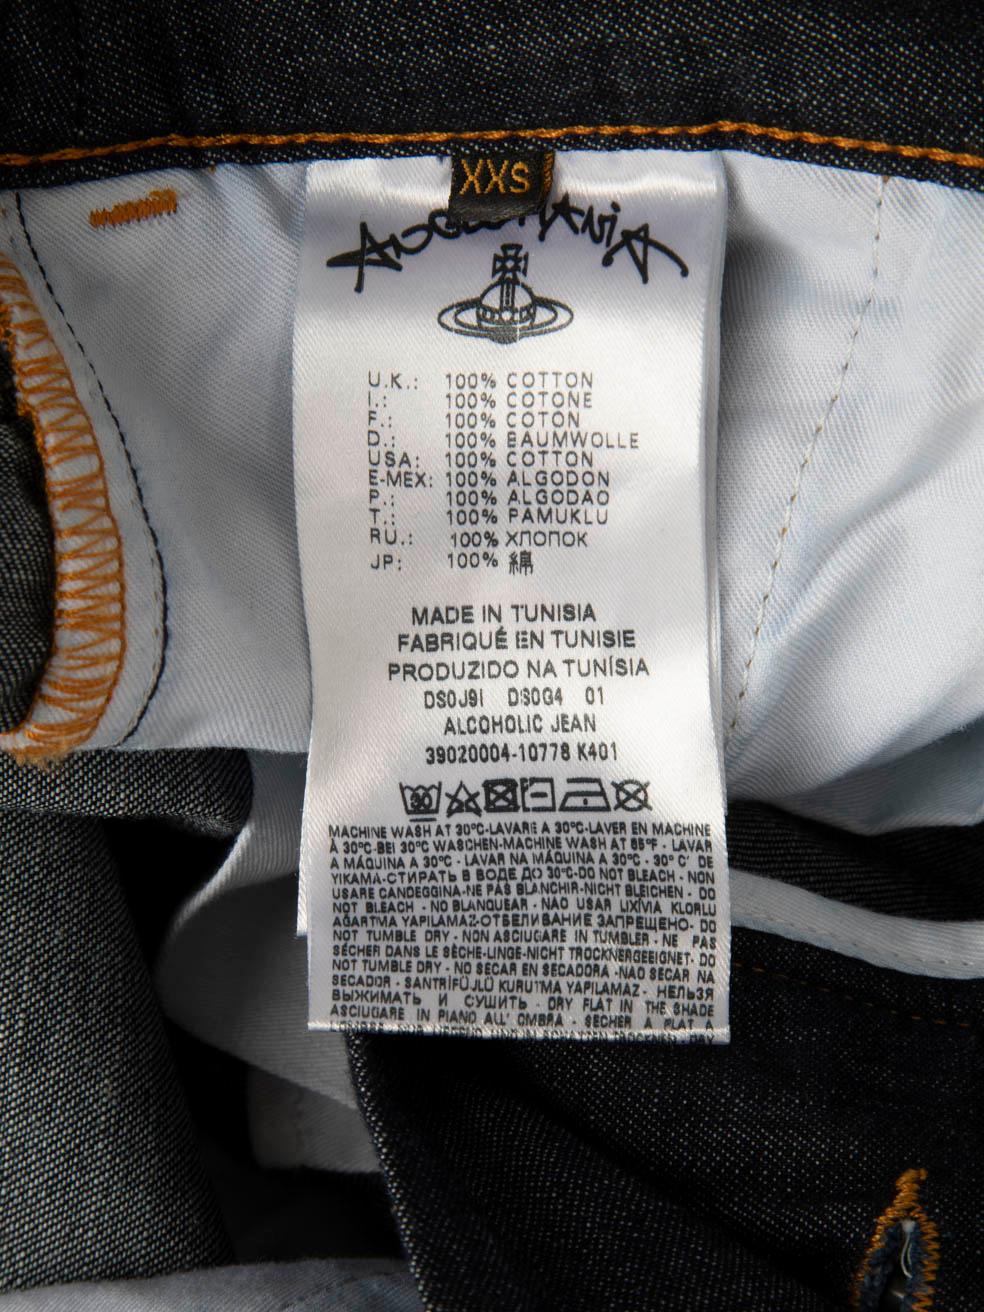 XXS
ANGLOMANIA
U.K.: 100% COTTON
I.: 100% COTONE
F.: 100% COTON
D.: 100% BAUMWOLLE
USA: 100% COTTON
E-MEX: 100% ALGODON
P.: 100% ALGODAO
T.: 100% PAMUKLU
RU.: 100% ХЛОПОК
JP: 100% 綿
MADE IN TUNISIA
FABRIQUÉ EN TUNISIE
PRODUZIDO NA TUNÍSIA
DS0J9I DS0G4 01
ALCOHOLIC JEAN
39020004-10778 K401
30
MACHINE WASH AT 30°C-LAVARE A 30°C-LAVER EN MACHINE
À 30°C-BEI 30°C WASCHEN-MACHINE WASH AT 85°F - LAVAR
A MÁQUINA A 30°C - LAVAR NA MÁQUINA A 30°C - 30° C' DE
YIKAMA-СТИРАТЬ В ВОДЕ ДО 30°C-DO NOT BLEACH - NON
USARE CANDEGGINA-NE PAS BLANCHIR-NICHT BLEICHEN - DO
NOT BLEACH - NO BLANQUEAR - NAO USAR LIXÍVIA KLORLU
AĞARTMA YAPILAMAZ-ОТБЕЛИВАНИЕ ЗАПРЕЩЕНО- DO
NOT TUMBLE DRY - NON ASCIUGARE IN TUMBLER - NE PAS
SÉCHER DANS LE SÈCHE-LINGE-NICHT TROCKNERGEEIGNET- DO
NOT TUMBLE DRY - NO SECAR EN SECADORA - NAO SECAR NA
SECADOR - SANTRİFÜJLÜ KURUTMA YAPILAMAZ - НЕЛЬЗЯ
ВЫЖИМАТЬ И СУШИТЬ - DRY FLAT IN THE SHADE
ASCIUGARE IN PIANO ALL' OMBRA - SÉCHER A PLAT A